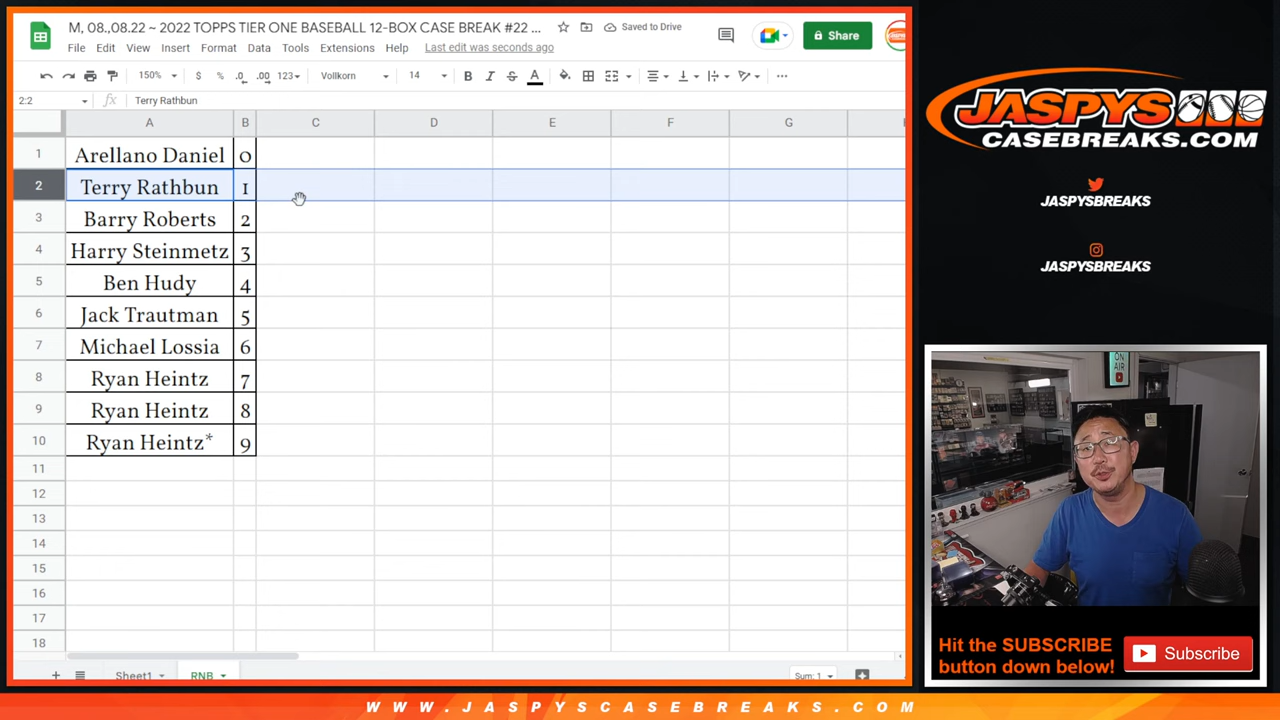 M, 08.,08.22 ~ 2022 TOPPS TIER ONE BASEBALL 12-BOX CASE BREAK #22 ...
Saved to Drive
Share
File Edit View Insert Format Data Tools Extensions Help Last edit was seconds ago
150% $ % .0 .00 123 Vollkorn 14 B I S A
2:2 fx Terry Rathbun
A B C D E F G
1 Arellano Daniel 0
2 Terry Rathbun 1
3 Barry Roberts 2
4 Harry Steinmetz 3
5 Ben Hudy 4
6 Jack Trautman 5
7 Michael Lossia 6
8 Ryan Heintz 7
9 Ryan Heintz 8
10 Ryan Heintz* 9
11
12
13
14
15
16
17
18
+ Sheet1 RNB Sum: 1
JASPYS
CASEBREAKS.COM
JASPYSBREAKS
JASPYSBREAKS
ON
AIR
Hit the SUBSCRIBE
button down below!
Subscribe
WWW.JASPYSCASEBREAKS.COM